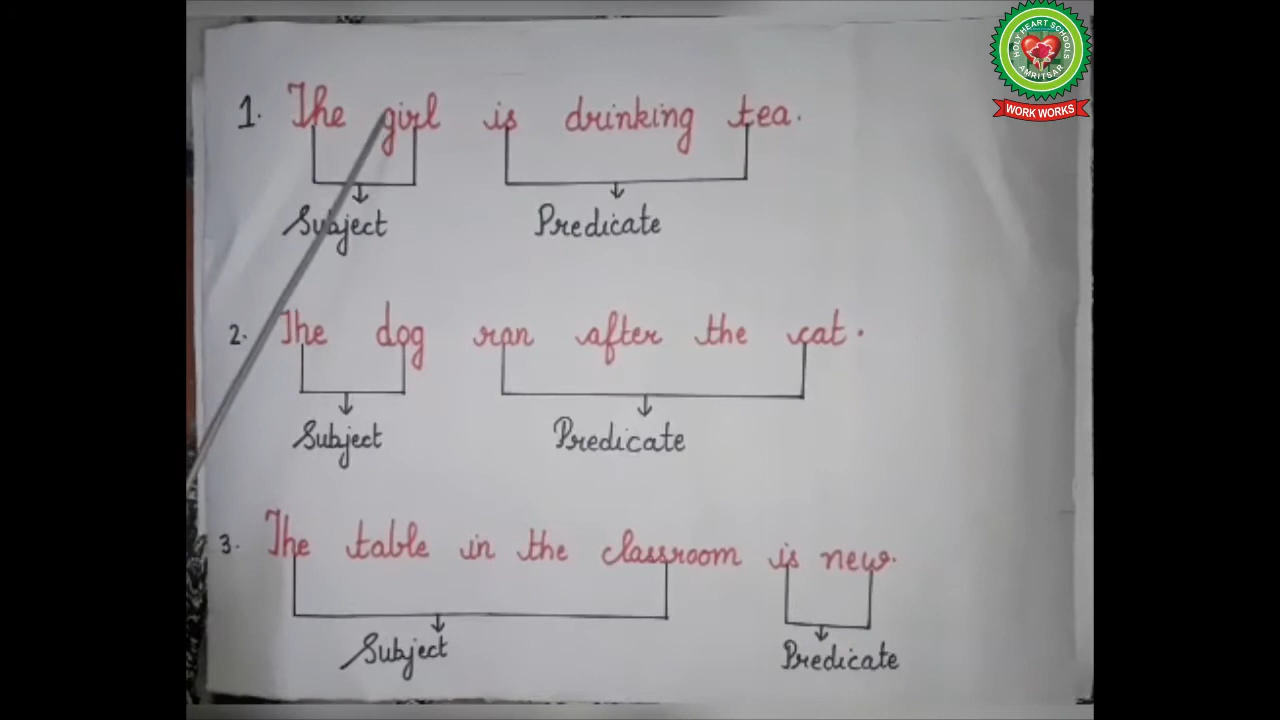 HOLY HEART SCHOOLS
AMRITSAR
WORK WORKS
1. The girl is drinking tea.
Subject Predicate
2. The dog ran after the cat.
Subject Predicate
3. The table in the classroom is new.
Subject Predicate